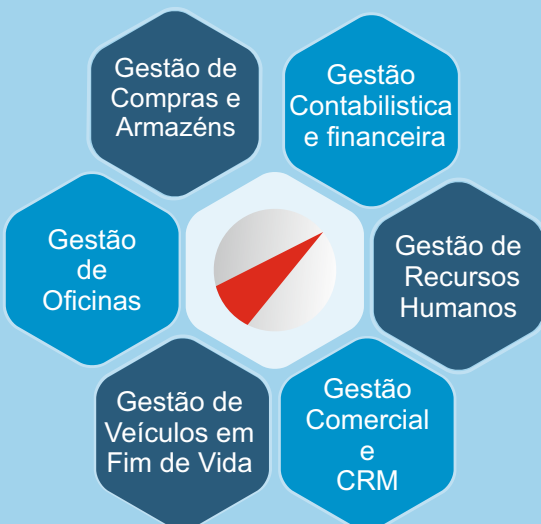 Gestão de
Compras e
Armazéns
Gestão
Contabilistica
e financeira
Gestão
de
Oficinas
Gestão de
Recursos
Humanos
Gestão de
Veículos em
Fim de Vida
Gestão
Comercial
e
CRM